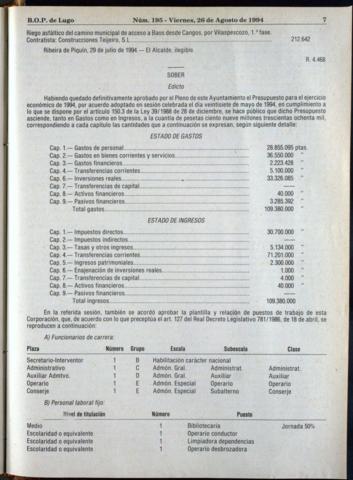 B.O.P. de Lugo Núm. 195 - Viernes, 26 de Agosto de 1994 7
Riego asfáltico del camino municipal de acceso a Baos desde Cangos, por Vilaspescozo, 1.ª fase.
Contratista: Construcciones Teijeiro, S.L. 212.642
Ribeira de Piquín, 29 de julio de 1994. — El Alcalde, ilegible.
R. 4.468
SOBER
Edicto
Habiendo quedado definitivamente aprobado por el Pleno de este Ayuntamiento el Presupuesto para el ejercicio
económico de 1994, por acuerdo adoptado en sesión celebrada el día veintisiete de mayo de 1994, en cumplimiento a
lo que se dispone por el artículo 150.3 de la Ley 39/1988 de 28 de diciembre, se hace público que dicho Presupuesto
asciende, tanto en Gastos como en Ingresos, a la cuantía de pesetas ciento nueve millones trescientas ochenta mil,
correspondiendo a cada capítulo las cantidades que a continuación se expresan, según siguiente detalle:
ESTADO DE GASTOS
Cap. 1.— Gastos de personal 28.855.095 ptas.
Cap. 2.— Gastos en bienes corrientes y servicios 36.550.000 "
Cap. 3.— Gastos financieros 2.223.428 "
Cap. 4.— Transferencias corrientes 5.100.000 "
Cap. 6.— Inversiones reales 33.326.085 "
Cap. 7.— Transferencias de capital ——
Cap. 8.— Activos financieros 40.000 "
Cap. 9.— Pasivos financieros 3.285.392 "
Total gastos 109.380.000 "
ESTADO DE INGRESOS
Cap. 1.— Impuestos directos 30.700.000 "
Cap. 2.— Impuestos indirectos ——
Cap. 3.— Tasas y otros ingresos 5.134.000 "
Cap. 4.— Transferencias corrientes 71.201.000 "
Cap. 5.— Ingresos patrimoniales 2.300.000 "
Cap. 6.— Enajenación de inversiones reales 1.000 "
Cap. 7.— Transferencias de capital 4.000 "
Cap. 8.— Activos financieros 40.000 "
Cap. 9.— Pasivos financieros ——
Total ingresos 109.380.000
En la referida sesión, también se acordó aprobar la plantilla y relación de puestos de trabajo de esta
Corporación, que, de acuerdo con lo que preceptúa el art. 127 del Real Decreto Legislativo 781/1986, de 18 de abril, se
reproducen a continuación:
A) Funcionarios de carrera:
Plaza Número Grupo Escala Subescala Clase
Secretario-Interventor 1 B Habilitación carácter nacional
Administrativo 1 C Admón. Gral. Administrat. Administrat.
Auxiliar Admtvo. 1 D Admón. Gral. Auxiliar Auxiliar
Operario 1 E Admón. Especial Operario Operario
Conserje 1 E Admón. Especial Subalterno Conserje
B) Personal laboral fijo:
Nivel de titulación Número Puesto
Medio 1 Bibliotecaria Jornada 50%
Escolaridad o equivalente 1 Operario conductor
Escolaridad o equivalente 1 Limpiadora dependencias
Escolaridad o equivalente 1 Operario desbrozadora